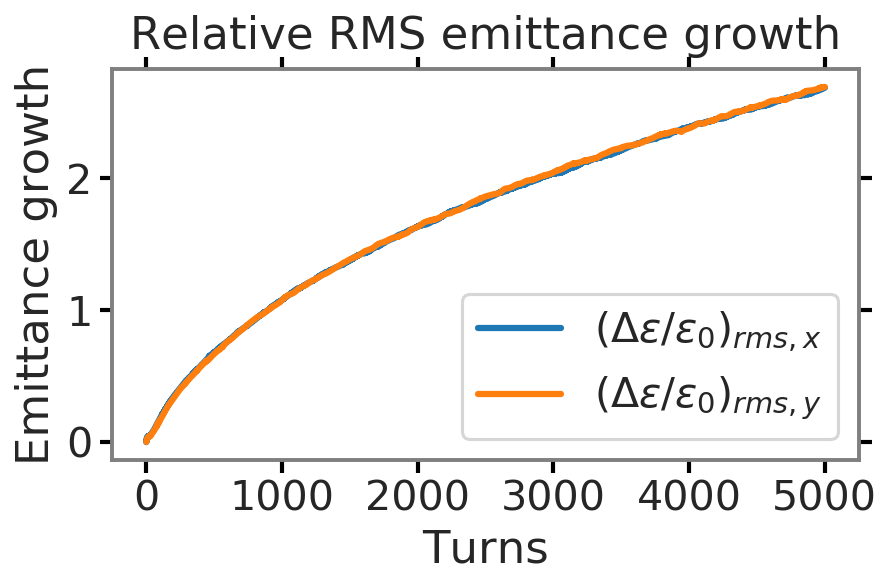 Relative RMS emittance growth
Emittance growth
2
1
0
(Δε/ε₀)rms, x
(Δε/ε₀)rms, y
0 1000 2000 3000 4000 5000
Turns